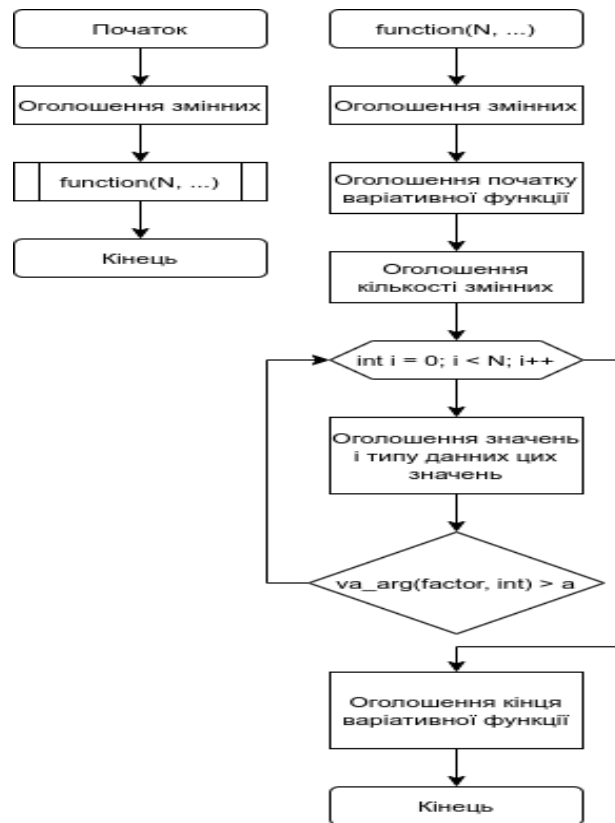 Початок
Оголошення змінних
function(N, ...)
Кінець
function(N, ...)
Оголошення змінних
Оголошення початку
варіативної функції
Оголошення
кількості змінних
int i = 0; i < N; i++
Оголошення значень
і типу данних цих
значень
va_arg(factor, int) > a
Оголошення кінця
варіативної функції
Кінець